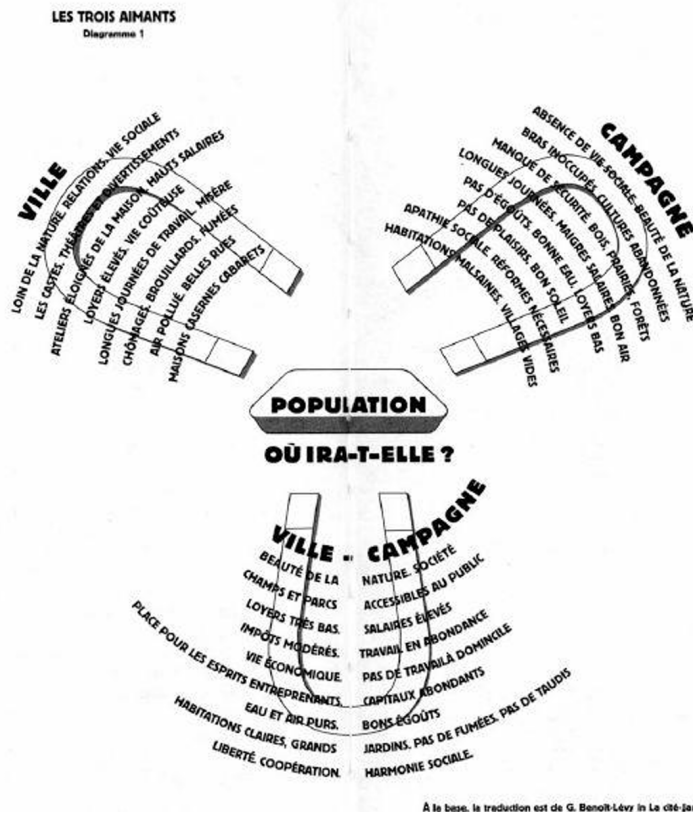 LES TROIS AIMANTS
Diagramme 1
VILLE
LOIN DE LA NATURE, RELATIONS, VIE SOCIALE
LES CASTES, THÉÂTRES ET DIVERTISSEMENTS
ATELIERS ÉLOIGNÉS DE LA MAISON, HAUTS SALAIRES
LOYERS ÉLEVÉS, VIE COÛTEUSE
LONGUES JOURNÉES DE TRAVAIL, MISÈRE
CHÔMAGES, BROUILLARDS, FUMÉES
AIR POLLUÉ, BELLES RUES
MAISONS CASERNES CABARETS
CAMPAGNE
ABSENCE DE VIE SOCIALE, BEAUTÉ DE LA NATURE
BRAS INOCCUPÉS, CULTURES ABANDONNÉES
MANQUE DE SÉCURITÉ, BOIS, PRAIRIES, FORÊTS
LONGUES JOURNÉES, MAIGRES SALAIRES, BON AIR
PAS D'ÉGOUTS, BONNE EAU, LOYERS BAS
PAS DE PLAISIRS, BON SOLEIL
APATHIE SOCIALE, RÉFORMES NÉCESSAIRES
HABITATIONS MALSAINES, VILLAGES VIDES
POPULATION
OÙ IRA-T-ELLE ?
VILLE - CAMPAGNE
BEAUTÉ DE LA NATURE. SOCIÉTÉ
CHAMPS ET PARCS ACCESSIBLES AU PUBLIC
LOYERS TRÈS BAS. SALAIRES ÉLEVÉS
IMPÔTS MODÉRÉS. TRAVAIL EN ABONDANCE
VIE ÉCONOMIQUE. PAS DE TRAVAIL À DOMINCILE
PLACE POUR LES ESPRITS ENTREPRENANTS. CAPITAUX ABONDANTS
EAU ET AIR PURS. BONS ÉGOÛTS
HABITATIONS CLAIRES, GRANDS JARDINS. PAS DE FUMÉES. PAS DE TAUDIS
LIBERTÉ. COOPÉRATION. HARMONIE SOCIALE.
À la base, la traduction est de G. Benoît-Lévy in La cité-jar